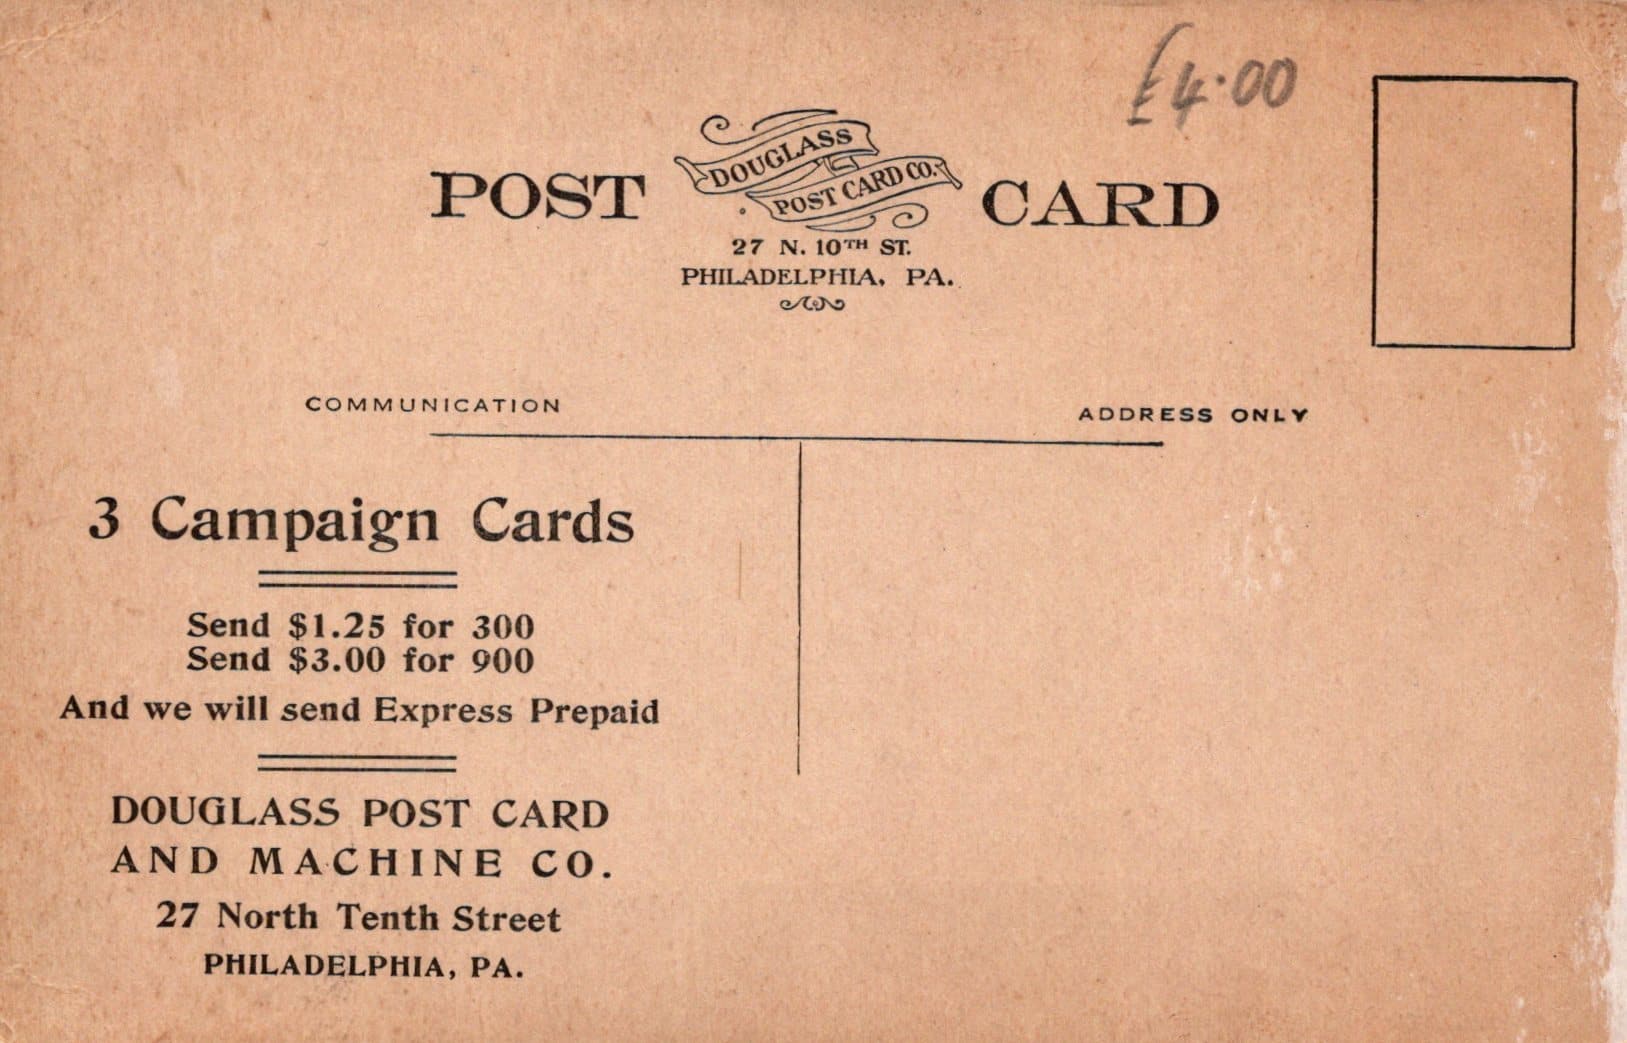 £4.00
POST DOUGLASS POST CARD CO. CARD
27 N. 10TH ST.
PHILADELPHIA, PA.
COMMUNICATION
ADDRESS ONLY
3 Campaign Cards
Send $1.25 for 300
Send $3.00 for 900
And we will send Express Prepaid
DOUGLASS POST CARD
AND MACHINE CO.
27 North Tenth Street
PHILADELPHIA, PA.